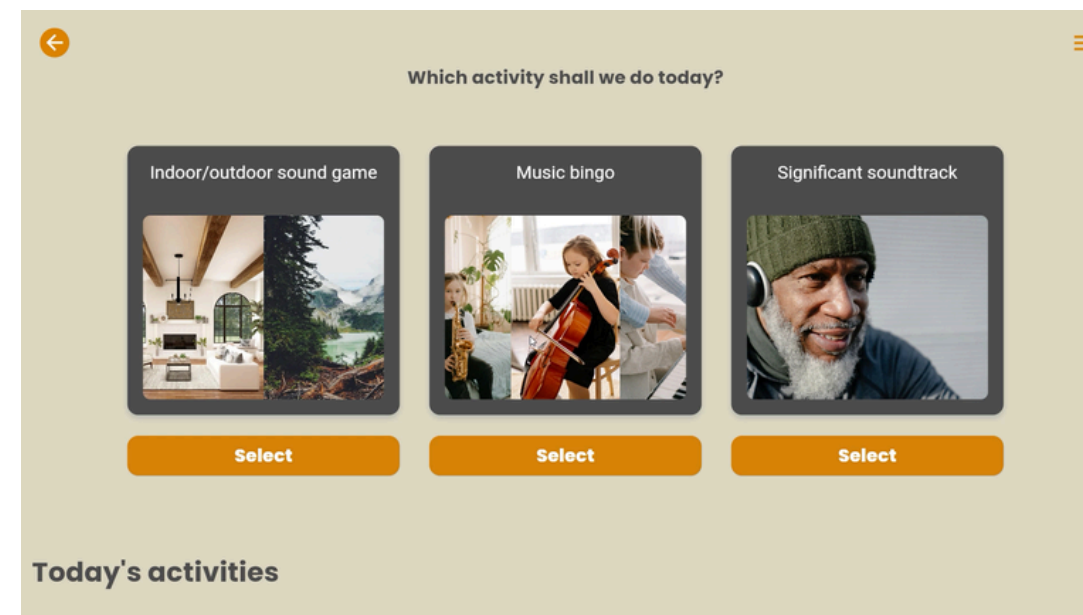 Which activity shall we do today?
Indoor/outdoor sound game
Music bingo
Significant soundtrack
Select
Select
Select
Today's activities